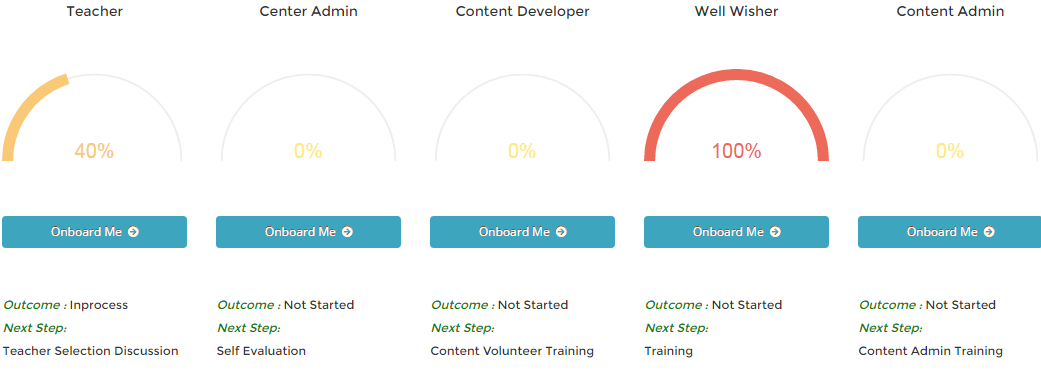 Teacher
Center Admin
Content Developer
Well Wisher
Content Admin
40%
0%
0%
100%
0%
Onboard Me
Onboard Me
Onboard Me
Onboard Me
Onboard Me
Outcome : Inprocess
Outcome : Not Started
Outcome : Not Started
Outcome : Not Started
Outcome : Not Started
Next Step:
Next Step:
Next Step:
Next Step:
Next Step:
Teacher Selection Discussion
Self Evaluation
Content Volunteer Training
Training
Content Admin Training